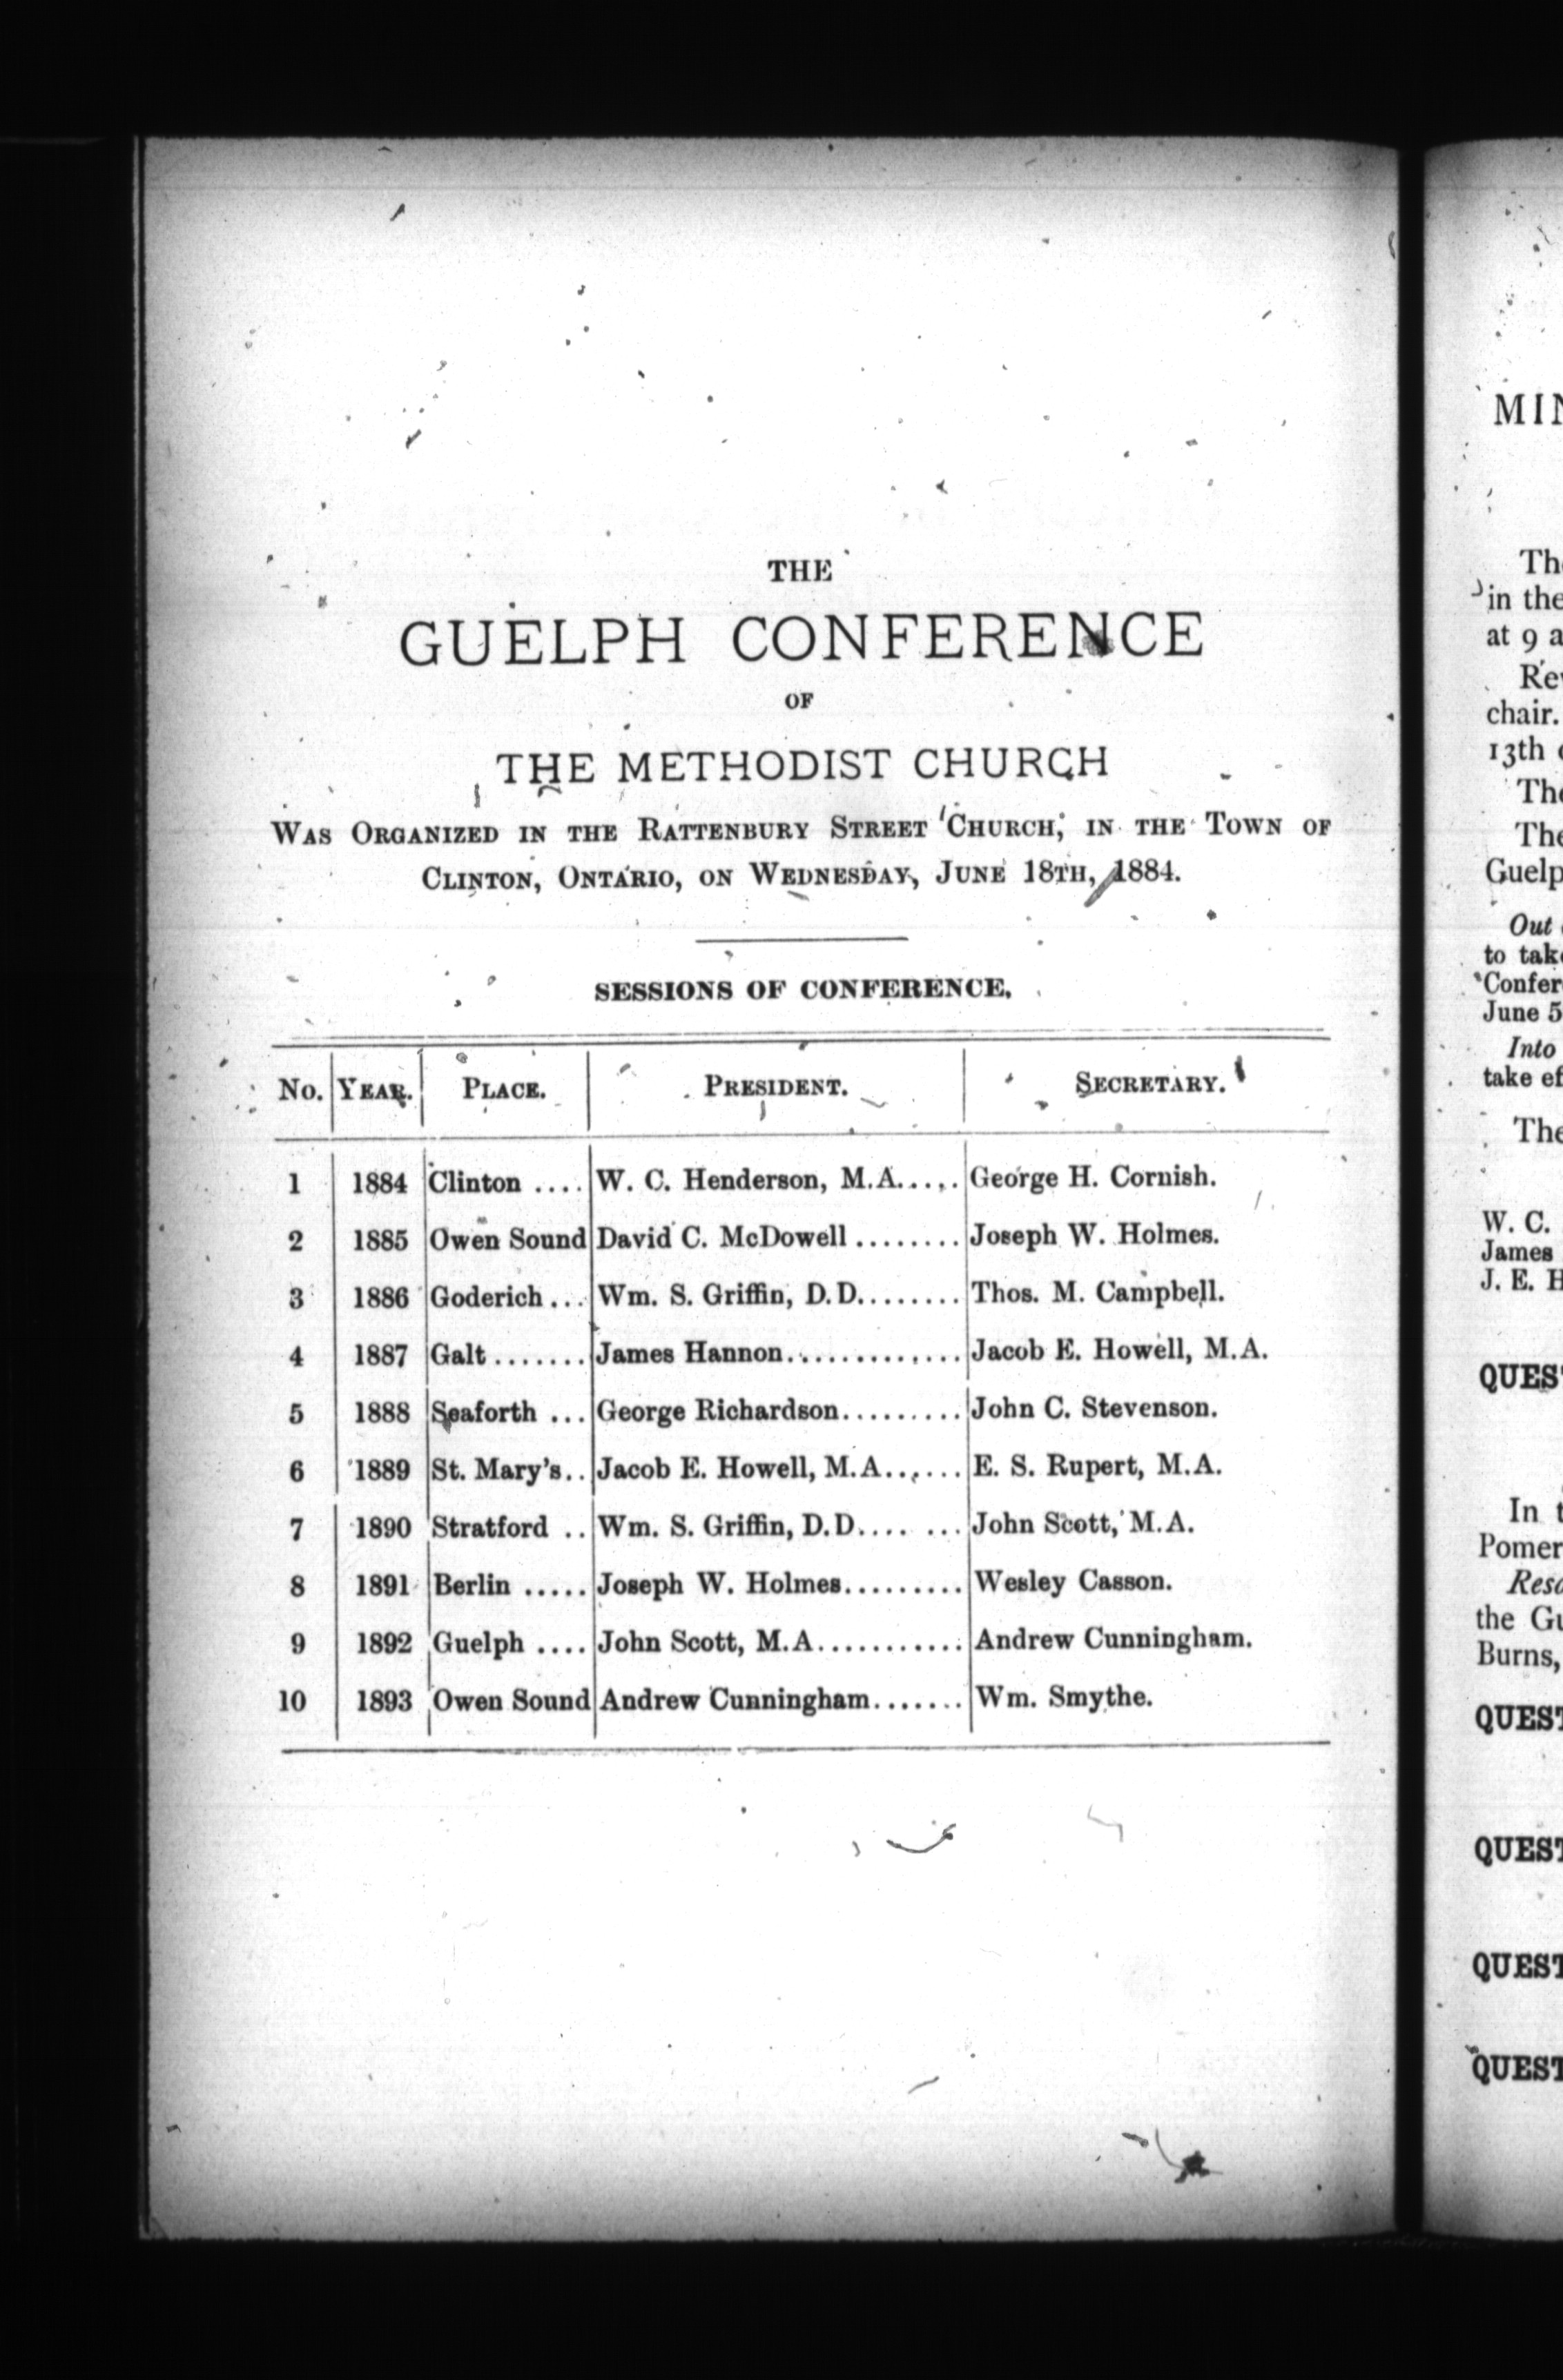 THE
GUELPH CONFERENCE
OF
THE METHODIST CHURCH
WAS ORGANIZED IN THE RATTENBURY STREET CHURCH, IN THE TOWN OF
CLINTON, ONTARIO, ON WEDNESDAY, JUNE 18TH, 1884.
SESSIONS OF CONFERENCE.
NO. YEAR. PLACE. PRESIDENT. SECRETARY.
1 1884 Clinton .... W. C. Henderson, M.A..... George H. Cornish.
2 1885 Owen Sound David C. McDowell ........ Joseph W. Holmes.
3 1886 Goderich ... Wm. S. Griffin, D.D........ Thos. M. Campbell.
4 1887 Galt ....... James Hannon............. Jacob E. Howell, M.A.
5 1888 Seaforth ... George Richardson......... John C. Stevenson.
6 1889 St. Mary's.. Jacob E. Howell, M.A...... E. S. Rupert, M.A.
7 1890 Stratford .. Wm. S. Griffin, D.D.... ... John Scott, M.A.
8 1891 Berlin ..... Joseph W. Holmes......... Wesley Casson.
9 1892 Guelph .... John Scott, M.A........... Andrew Cunningham.
10 1893 Owen Sound Andrew Cunningham....... Wm. Smythe.
MIN
The
in the
at 9 a
Rev
chair.
13th
The
The
Guelp
Out
to take
Confer
June 5
Into
take ef
The
W. C.
James
J. E. H
QUEST
In t
Pomer
Reso
the Gu
Burns,
QUEST
QUEST
QUEST
QUEST